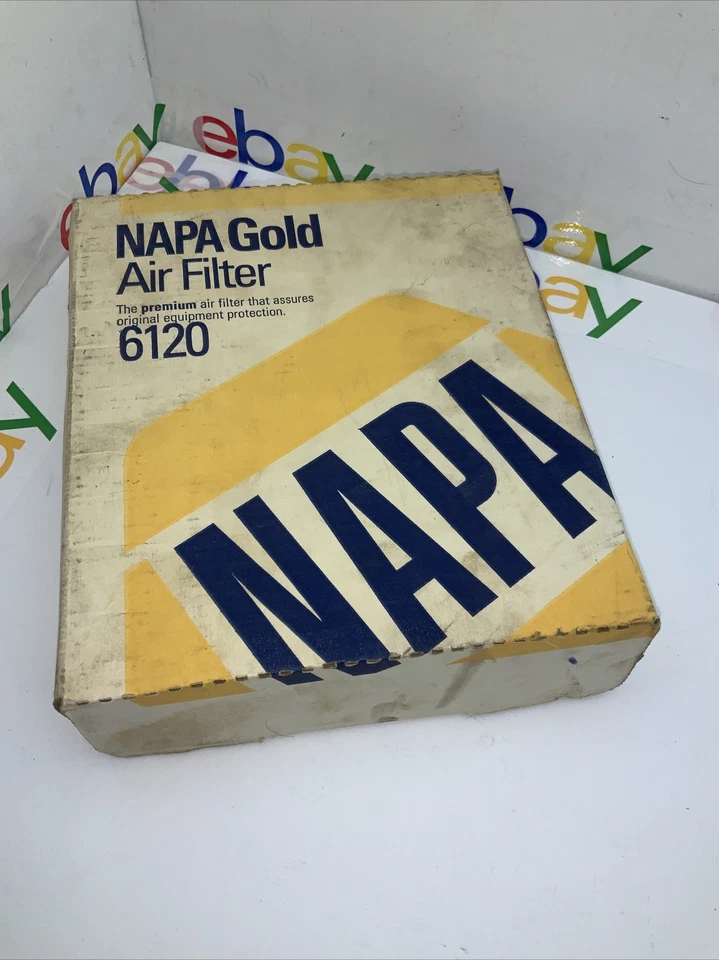 ebay
ebay
ebay
NAPA Gold
Air Filter
The premium air filter that assures
original equipment protection.
6120
NAPA